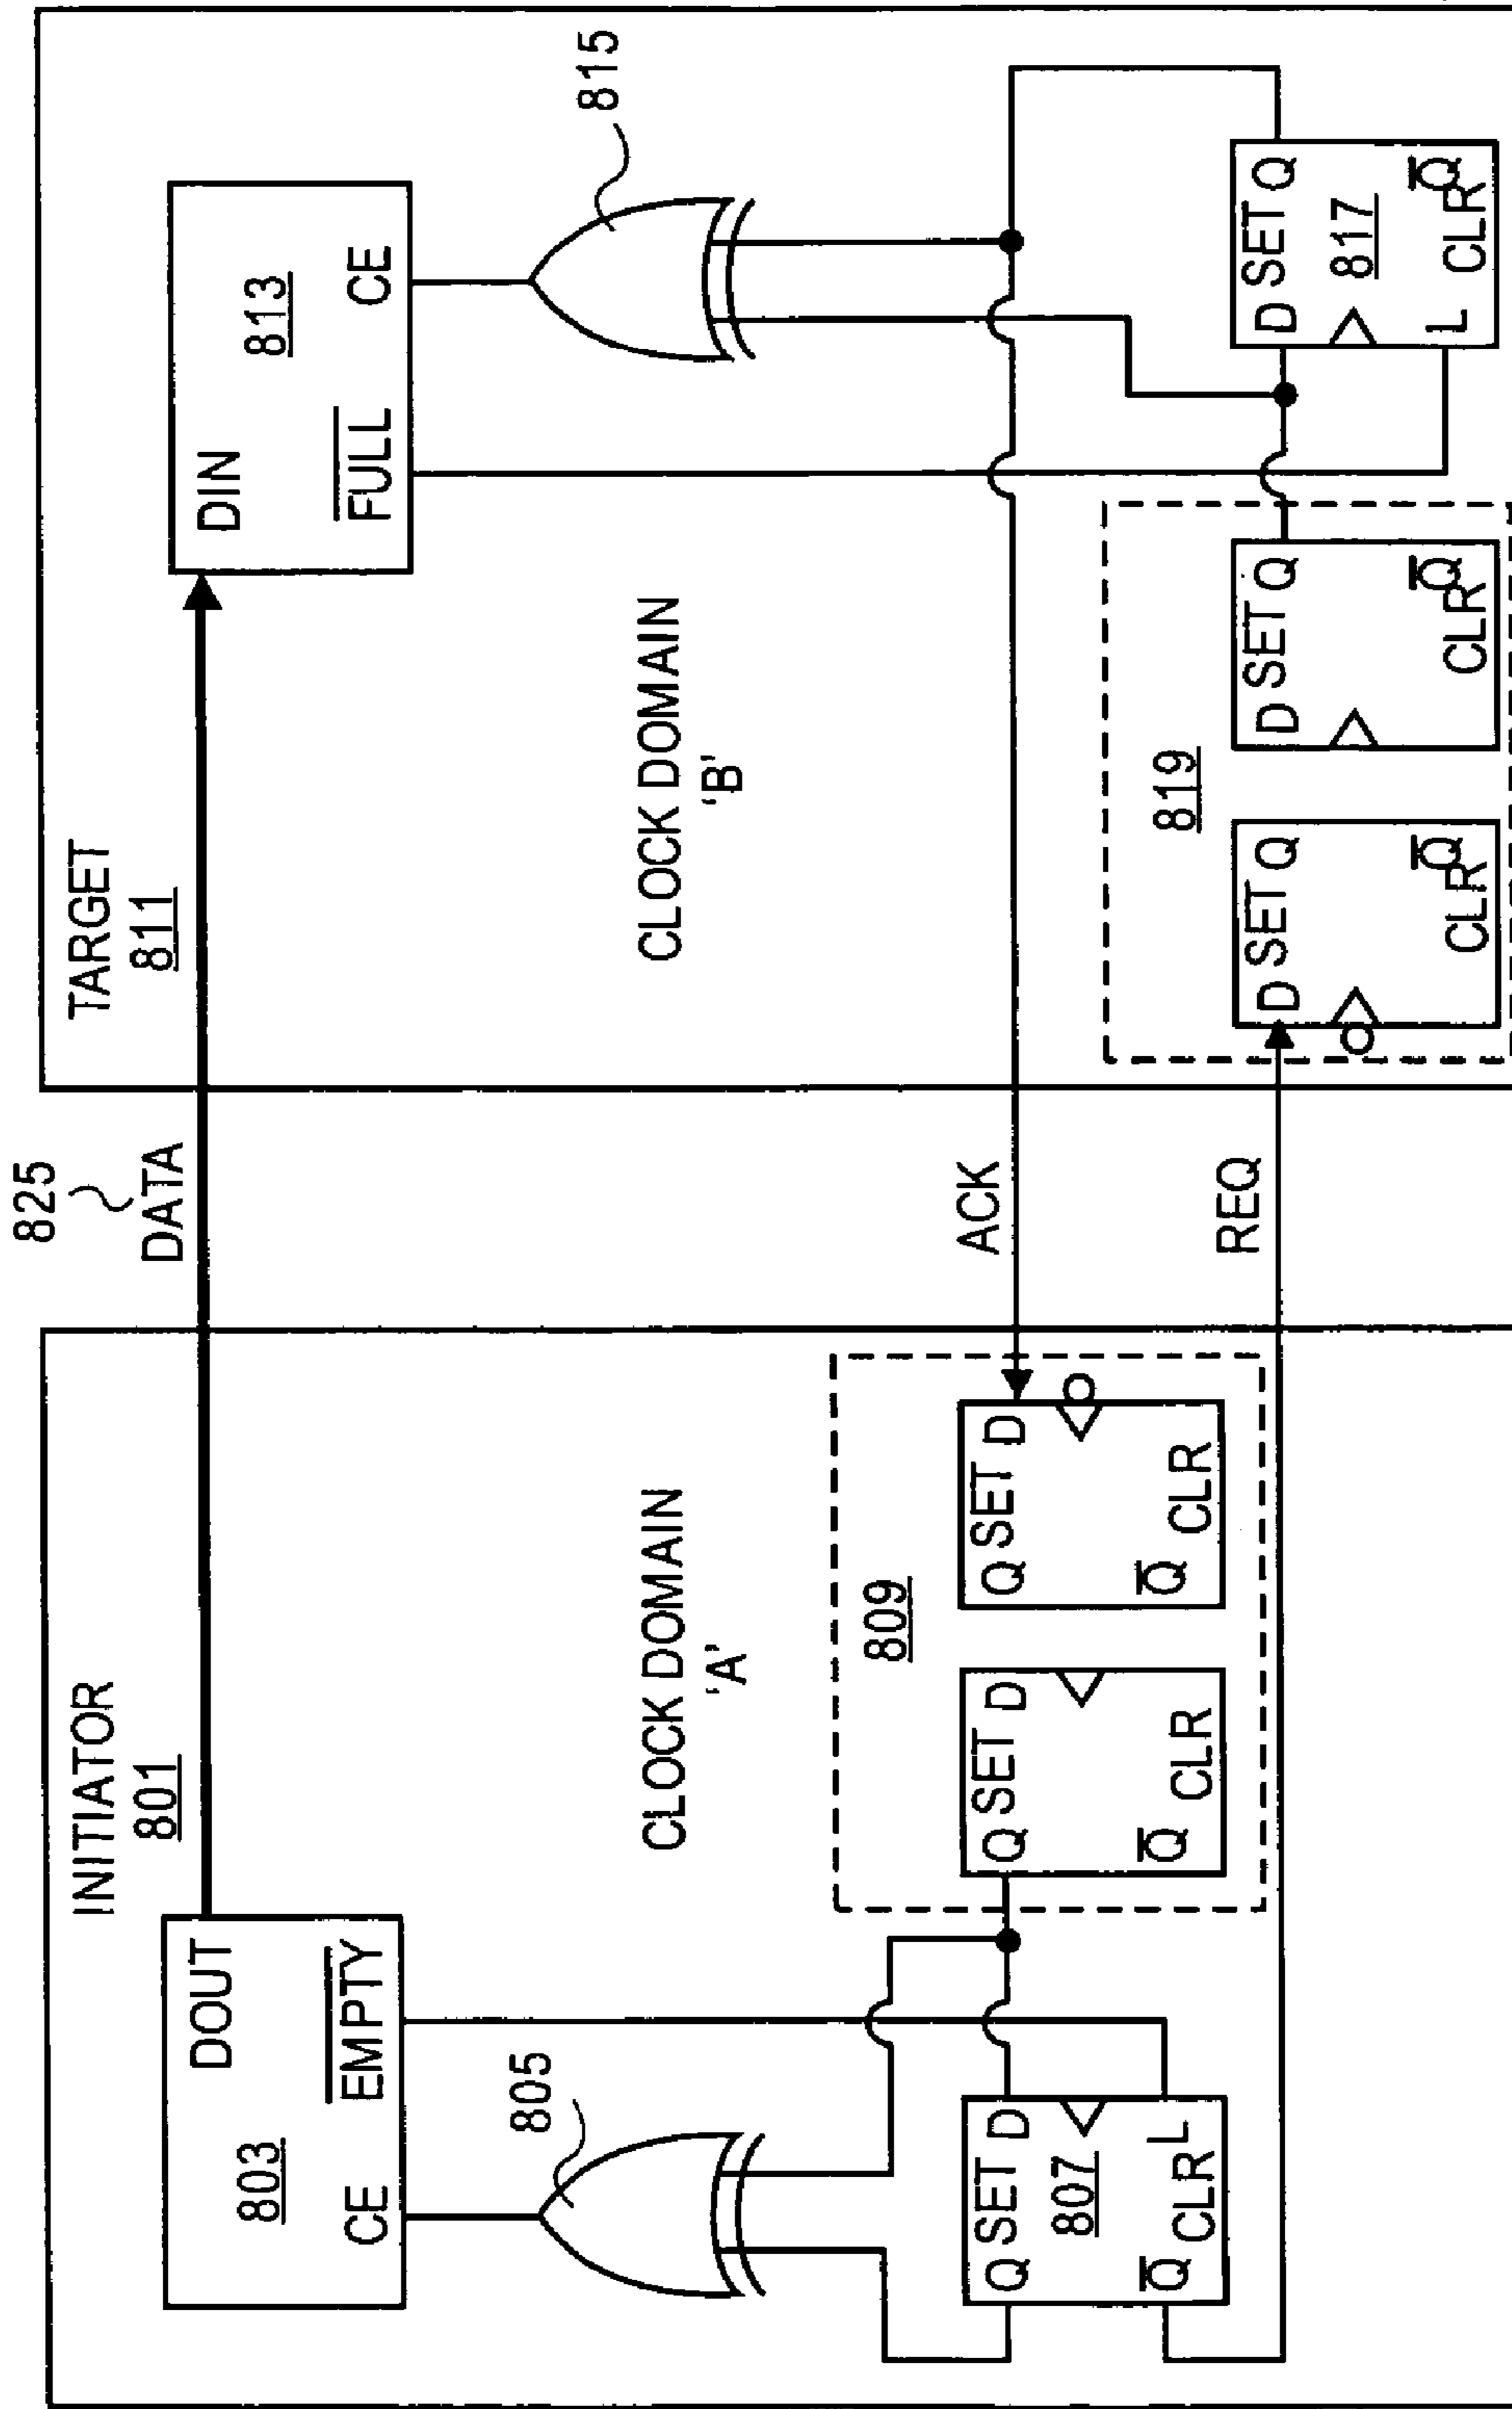 825
DATA
INITIATOR
801
DOUT
803
EMPTY
CE
805
CLOCK DOMAIN
'A'
809
Q SET D
807
Q CLR L
Q SET D
Q CLR
Q SET D
Q CLR
ACK
REQ
TARGET
811
DIN
813
FULL
CE
815
CLOCK DOMAIN
'B'
819
D SET Q
CLR Q
D SET Q
CLR Q
D SET Q
817
L CLR Q